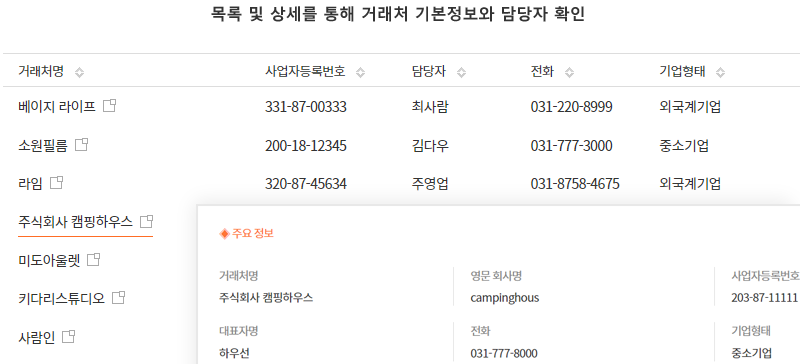 목록 및 상세를 통해 거래처 기본정보와 담당자 확인
거래처명 사업자등록번호 담당자 전화 기업형태
베이지 라이프 331-87-00333 최사람 031-220-8999 외국계기업
소원필름 200-18-12345 김다우 031-777-3000 중소기업
라임 320-87-45634 주영업 031-8758-4675 외국계기업
주식회사 캠핑하우스
미도아울렛
키다리스튜디오
사람인
주요 정보
거래처명 영문 회사명 사업자등록번호
주식회사 캠핑하우스 campinghous 203-87-11111
대표자명 전화 기업형태
하우선 031-777-8000 중소기업